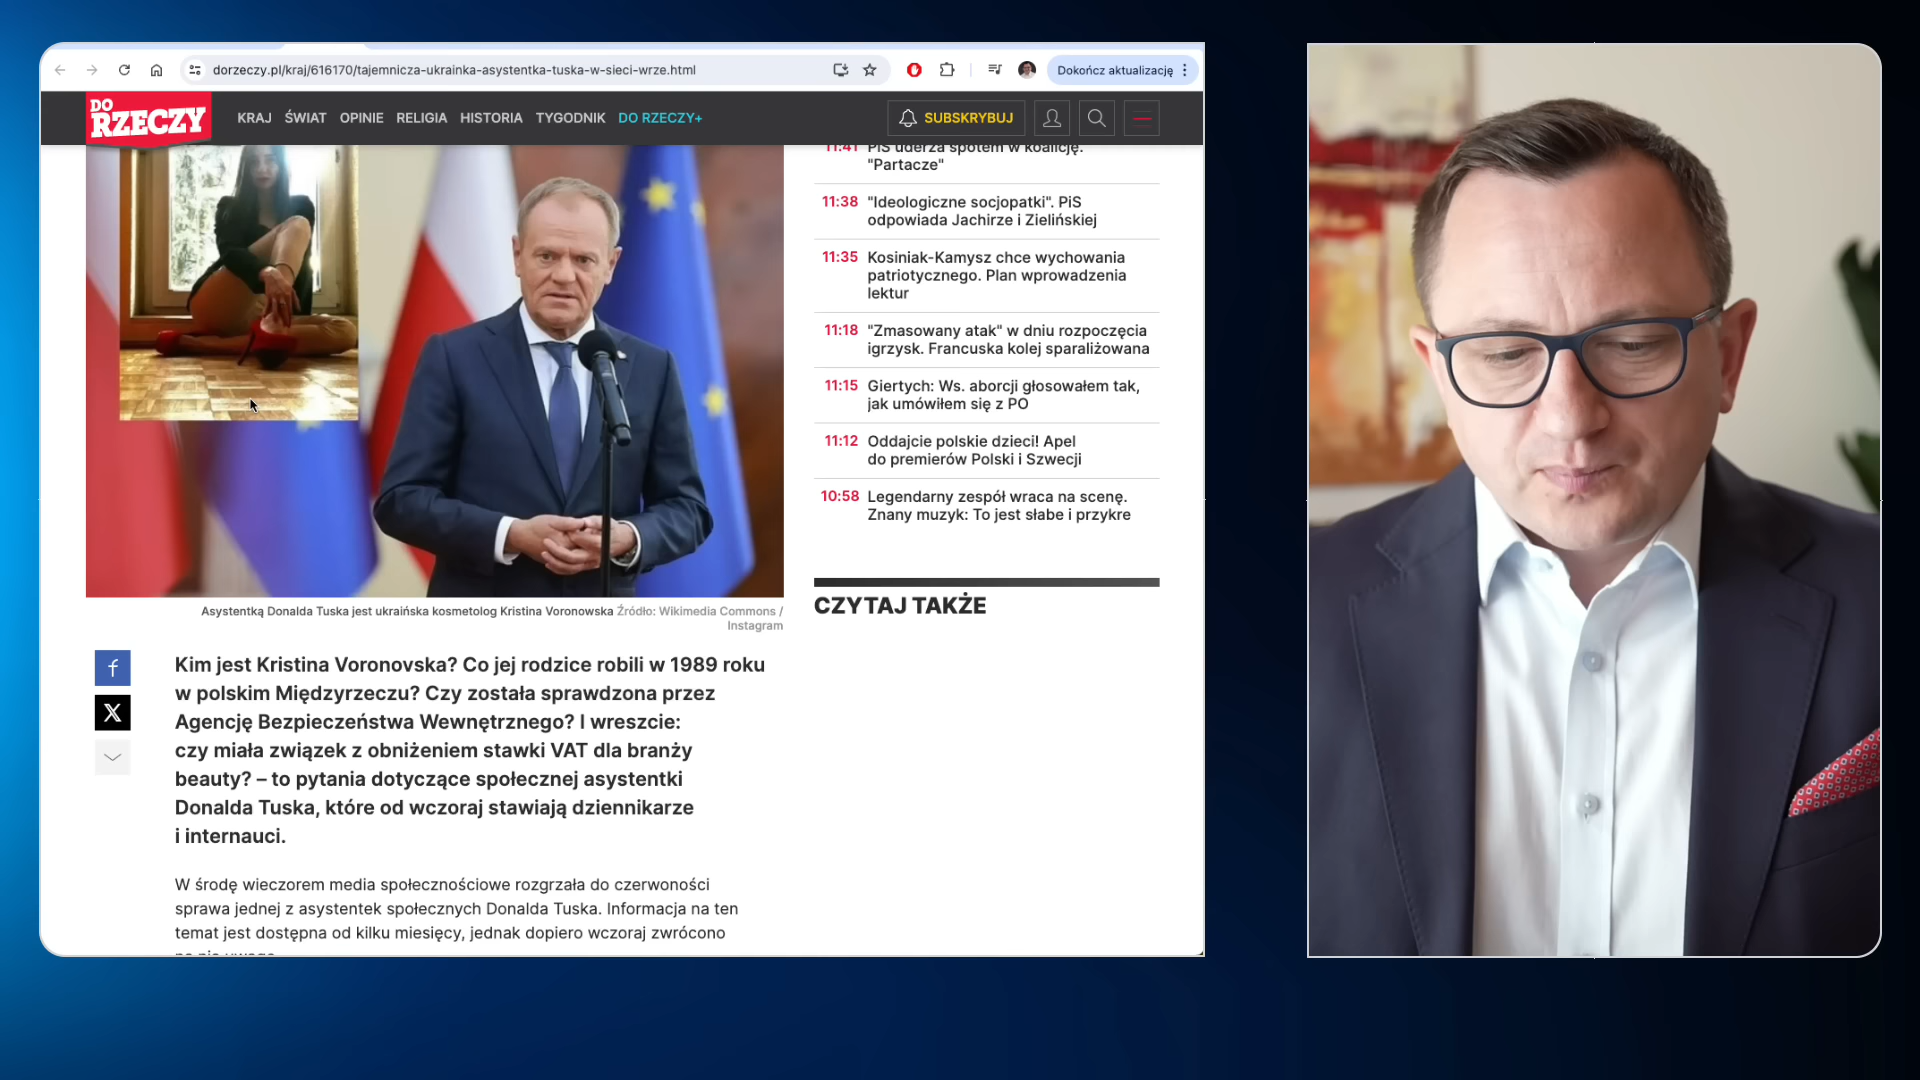 dorzeczy.pl/kraj/616170/tajemnicza-ukrainka-asystentka-tuska-w-sieci-wrze.html
Dokończ aktualizację
DO
RZECZY
KRAJ ŚWIAT OPINIE RELIGIA HISTORIA TYGODNIK DO RZECZY+
SUBSKRYBUJ
11:41 PiS uderza spotem w koalicję.
"Partacze"
11:38 "Ideologiczne socjopatki". PiS
odpowiada Jachirze i Zielińskiej
11:35 Kosiniak-Kamysz chce wychowania
patriotycznego. Plan wprowadzenia
lektur
11:18 "Zmasowany atak" w dniu rozpoczęcia
igrzysk. Francuska kolej sparaliżowana
11:15 Giertych: Ws. aborcji głosowałem tak,
jak umówiłem się z PO
11:12 Oddajcie polskie dzieci! Apel
do premierów Polski i Szwecji
10:58 Legendarny zespół wraca na scenę.
Znany muzyk: To jest słabe i przykre
CZYTAJ TAKŻE
Asystentką Donalda Tuska jest ukraińska kosmetolog Kristina Voronowska Źródło: Wikimedia Commons /
Instagram
Kim jest Kristina Voronovska? Co jej rodzice robili w 1989 roku
w polskim Międzyrzeczu? Czy została sprawdzona przez
Agencję Bezpieczeństwa Wewnętrznego? I wreszcie:
czy miała związek z obniżeniem stawki VAT dla branży
beauty? – to pytania dotyczące społecznej asystentki
Donalda Tuska, które od wczoraj stawiają dziennikarze
i internauci.
W środę wieczorem media społecznościowe rozgrzała do czerwoności
sprawa jednej z asystentek społecznych Donalda Tuska. Informacja na ten
temat jest dostępna od kilku miesięcy, jednak dopiero wczoraj zwrócono